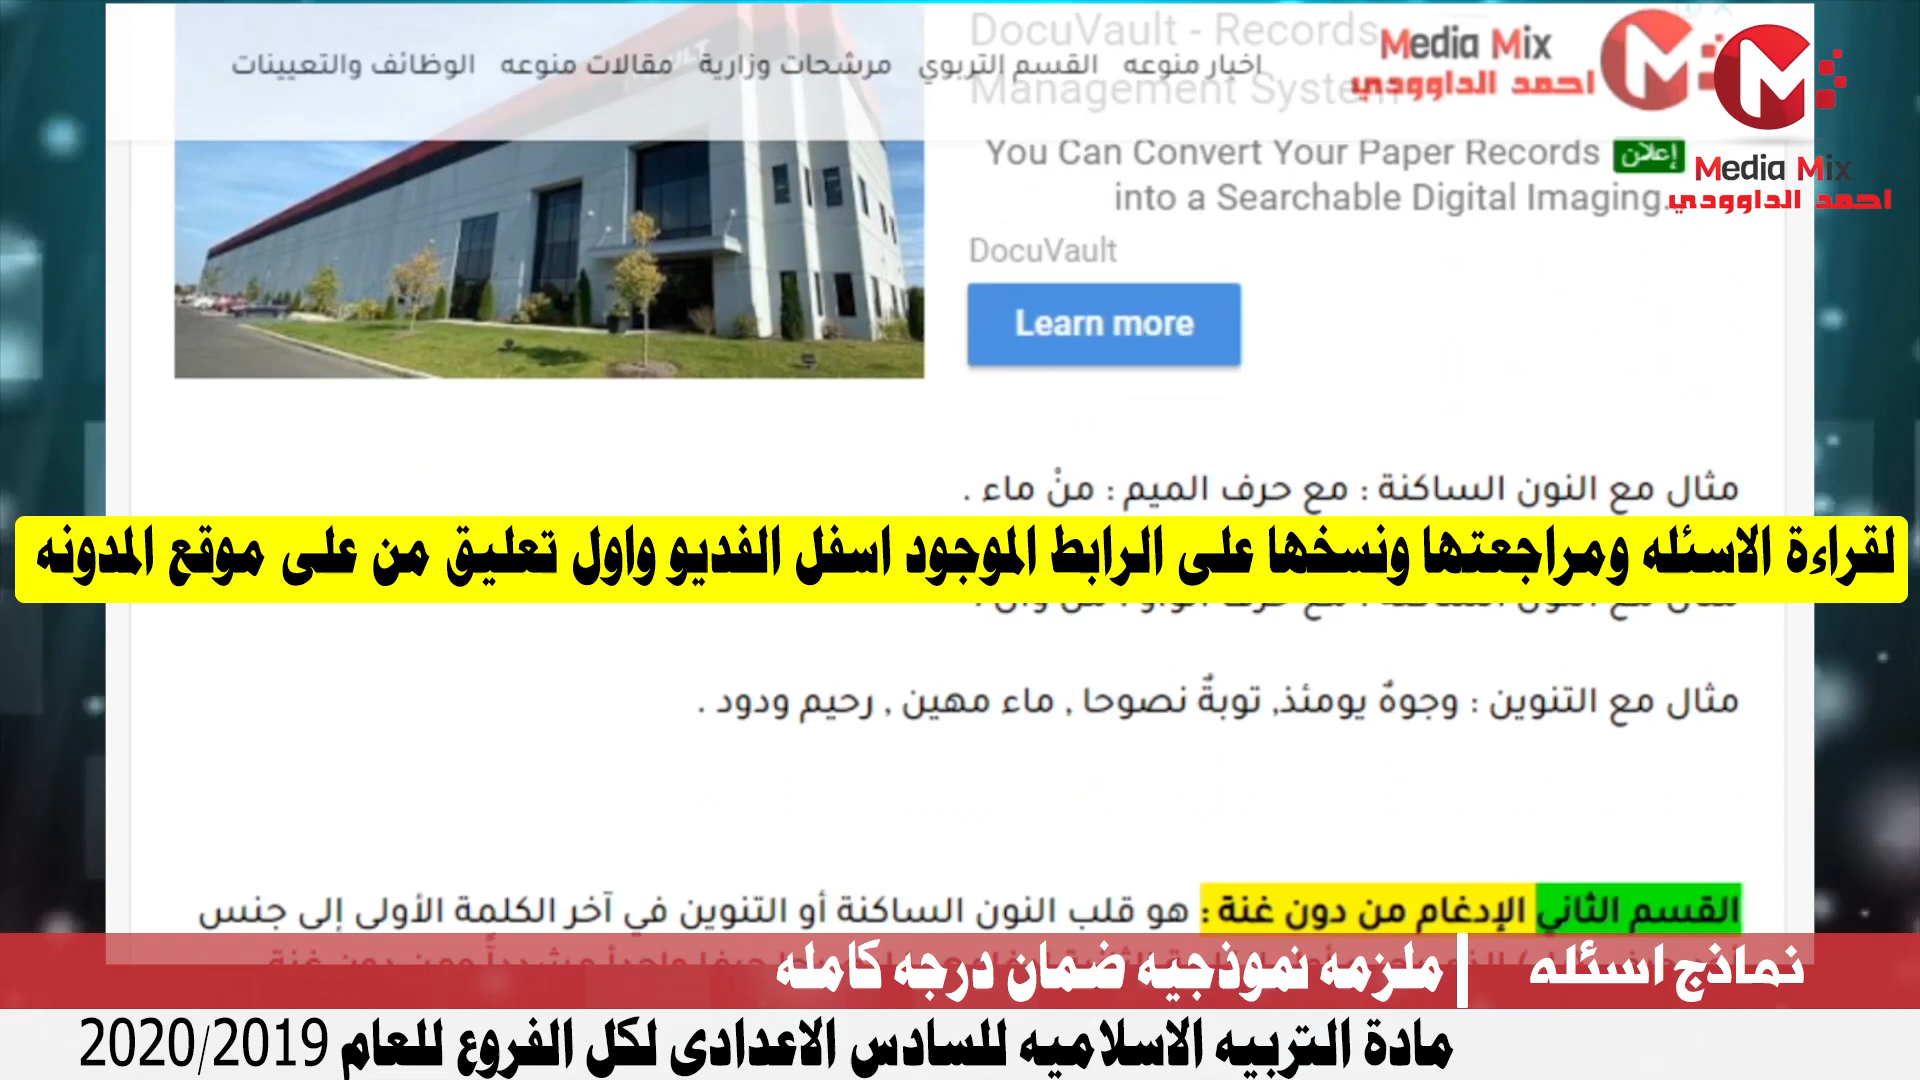 DocuVault - Records
Management System
اخبار منوعه القسم التربوي مرشحات وزارية مقالات منوعه الوظائف والتعيينات
Media Mix
احمد الداوودي
Media Mix
احمد الداوودي
You Can Convert Your Paper Records
إعلان
into a Searchable Digital Imaging.
DocuVault
Learn more
مثال مع النون الساكنة : مع حرف الميم : منْ ماء .
لقراءة الاسئله ومراجعتها ونسخها على الرابط الموجود اسفل الفديو واول تعليق من على موقع المدونه
مثال مع التنوين : وجوهٌ يومئذ, توبةٌ نصوحا , ماء مهين , رحيم ودود .
القسم الثاني الإدغام من دون غنة : هو قلب النون الساكنة أو التنوين في آخر الكلمة الأولى إلى جنس
نماذج اسئله | ملزمه نموذجيه ضمان درجه كامله
مادة التربيه الاسلاميه للسادس الاعدادى لكل الفروع للعام 2020/2019